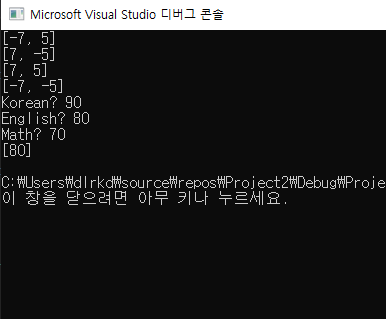 Microsoft Visual Studio 디버그 콘솔
[-7, 5]
[7, -5]
[7, 5]
[-7, -5]
Korean? 90
English? 80
Math? 70
[80]
C:₩Users₩dlrkd₩source₩repos₩Project2₩Debug₩Proje
이 창을 닫으려면 아무 키나 누르세요.